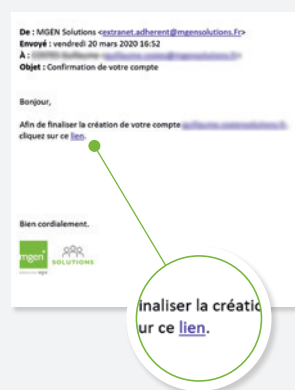 De : MGEN Solutions <extranet.adherent@mgensolutions.Fr>
Envoyé : vendredi 20 mars 2020 16:52
À :
Objet : Confirmation de votre compte
Bonjour,
Afin de finaliser la création de votre compte
cliquez sur ce lien.
Bien cordialement.
mgen
SOLUTIONS
inaliser la créatio
ur ce lien.